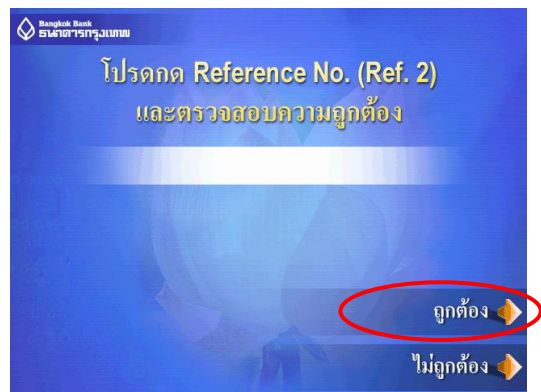 Bangkok Bank
ธนาคารกรุงเทพ
โปรดกด Reference No. (Ref. 2)
และตรวจสอบความถูกต้อง
ถูกต้อง
ไม่ถูกต้อง